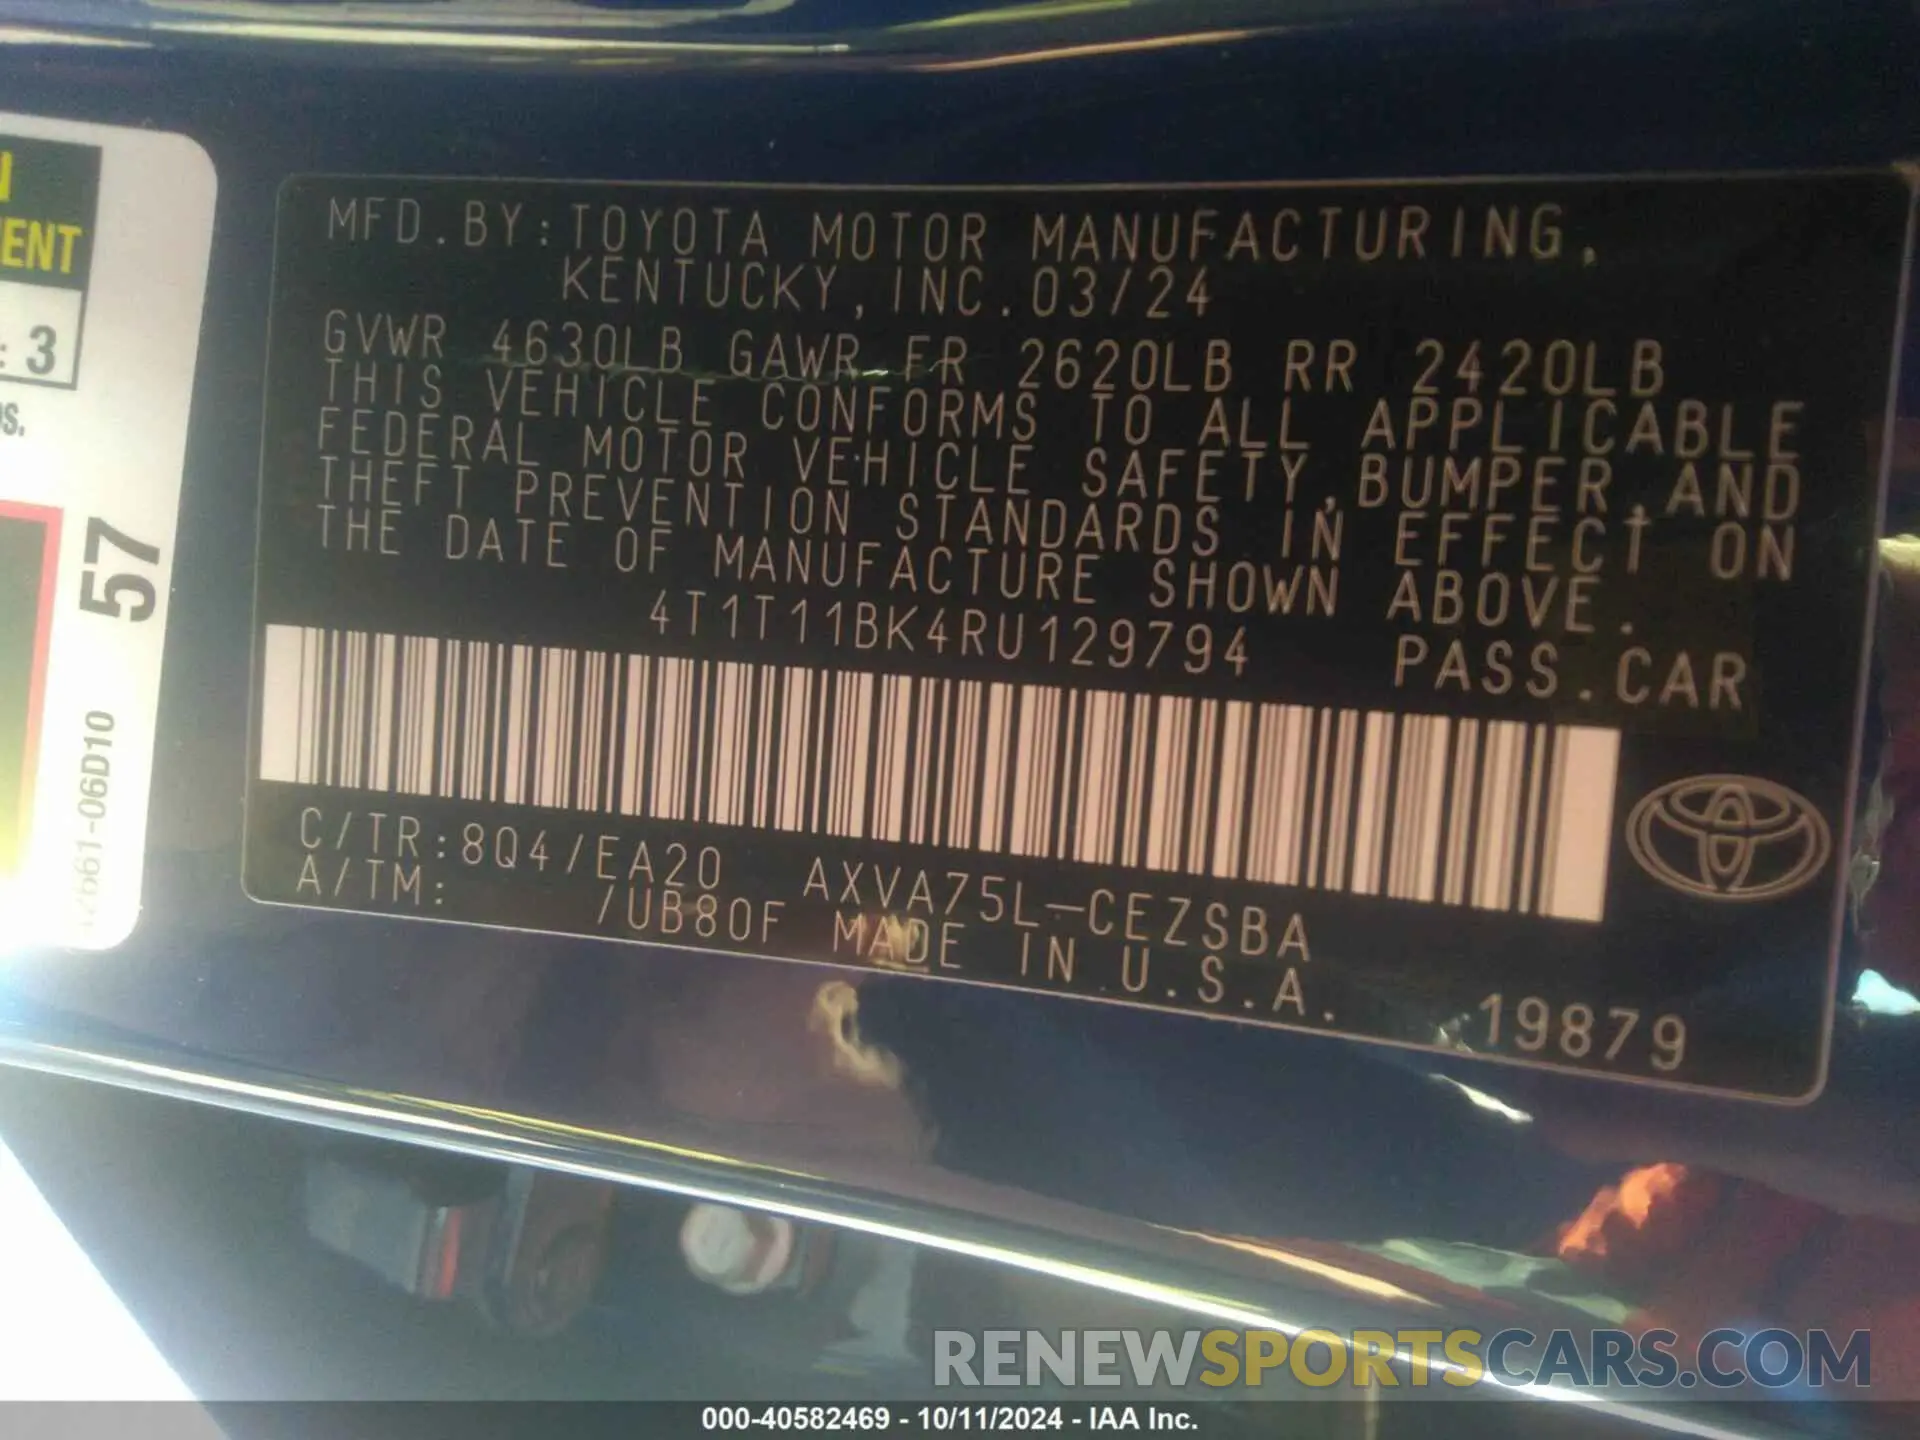 N
ENT
: 3
S.
57
12661-06D10
MFD.BY:TOYOTA MOTOR MANUFACTURING,
KENTUCKY,INC.03/24
GVWR 4630LB GAWR FR 2620LB RR 2420LB
THIS VEHICLE CONFORMS TO ALL APPLICABLE
FEDERAL MOTOR VEHICLE SAFETY,BUMPER,AND
THEFT PREVENTION STANDARDS IN EFFECT ON
THE DATE OF MANUFACTURE SHOWN ABOVE.
4T1T11BK4RU129794 PASS.CAR
C/TR:8Q4/EA20 AXVA75L-CEZSBA
A/TM: /UB80F MADE IN U.S.A.
19879
RENEWSPORTSCARS.COM
000-40582469 - 10/11/2024 - IAA Inc.